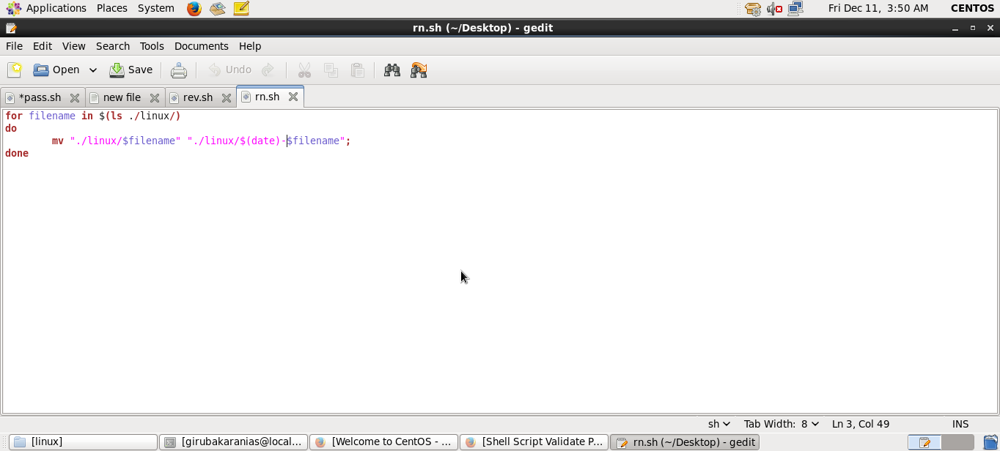 Applications Places System Fri Dec 11, 3:50 AM CENTOS
rn.sh (~/Desktop) - gedit
File Edit View Search Tools Documents Help
Open Save Undo
*pass.sh new file rev.sh rn.sh
for filename in $(ls ./linux/)
do
mv "./linux/$filename" "./linux/$(date)-$filename";
done
sh Tab Width: 8 Ln 3, Col 49 INS
[linux] [girubakaranias@local... [Welcome to CentOS - ... [Shell Script Validate P... rn.sh (~/Desktop) - gedit